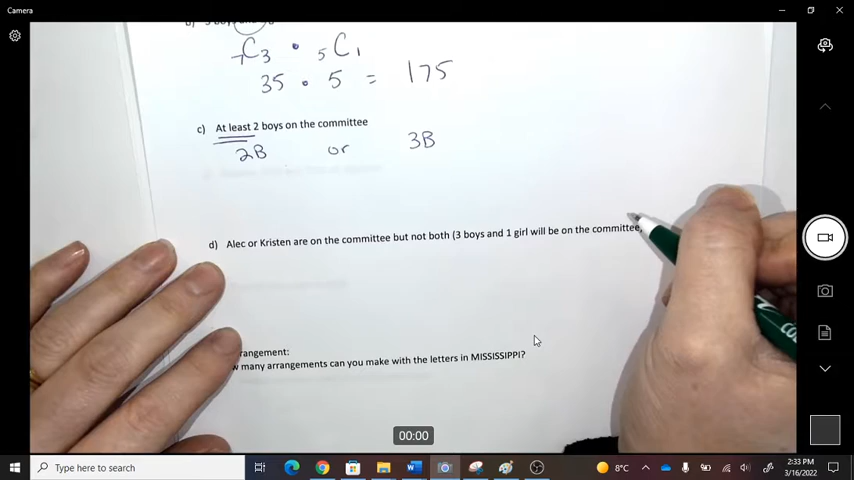 Camera
₇C₃ · ₅C₁
35 · 5 = 175
c) At least 2 boys on the committee
2B or 3B
d) Alec or Kristen are on the committee but not both (3 boys and 1 girl will be on the committee,
rangement:
w many arrangements can you make with the letters in MISSISSIPPI?
00:00
Type here to search
8°C
2:33 PM
3/16/2022